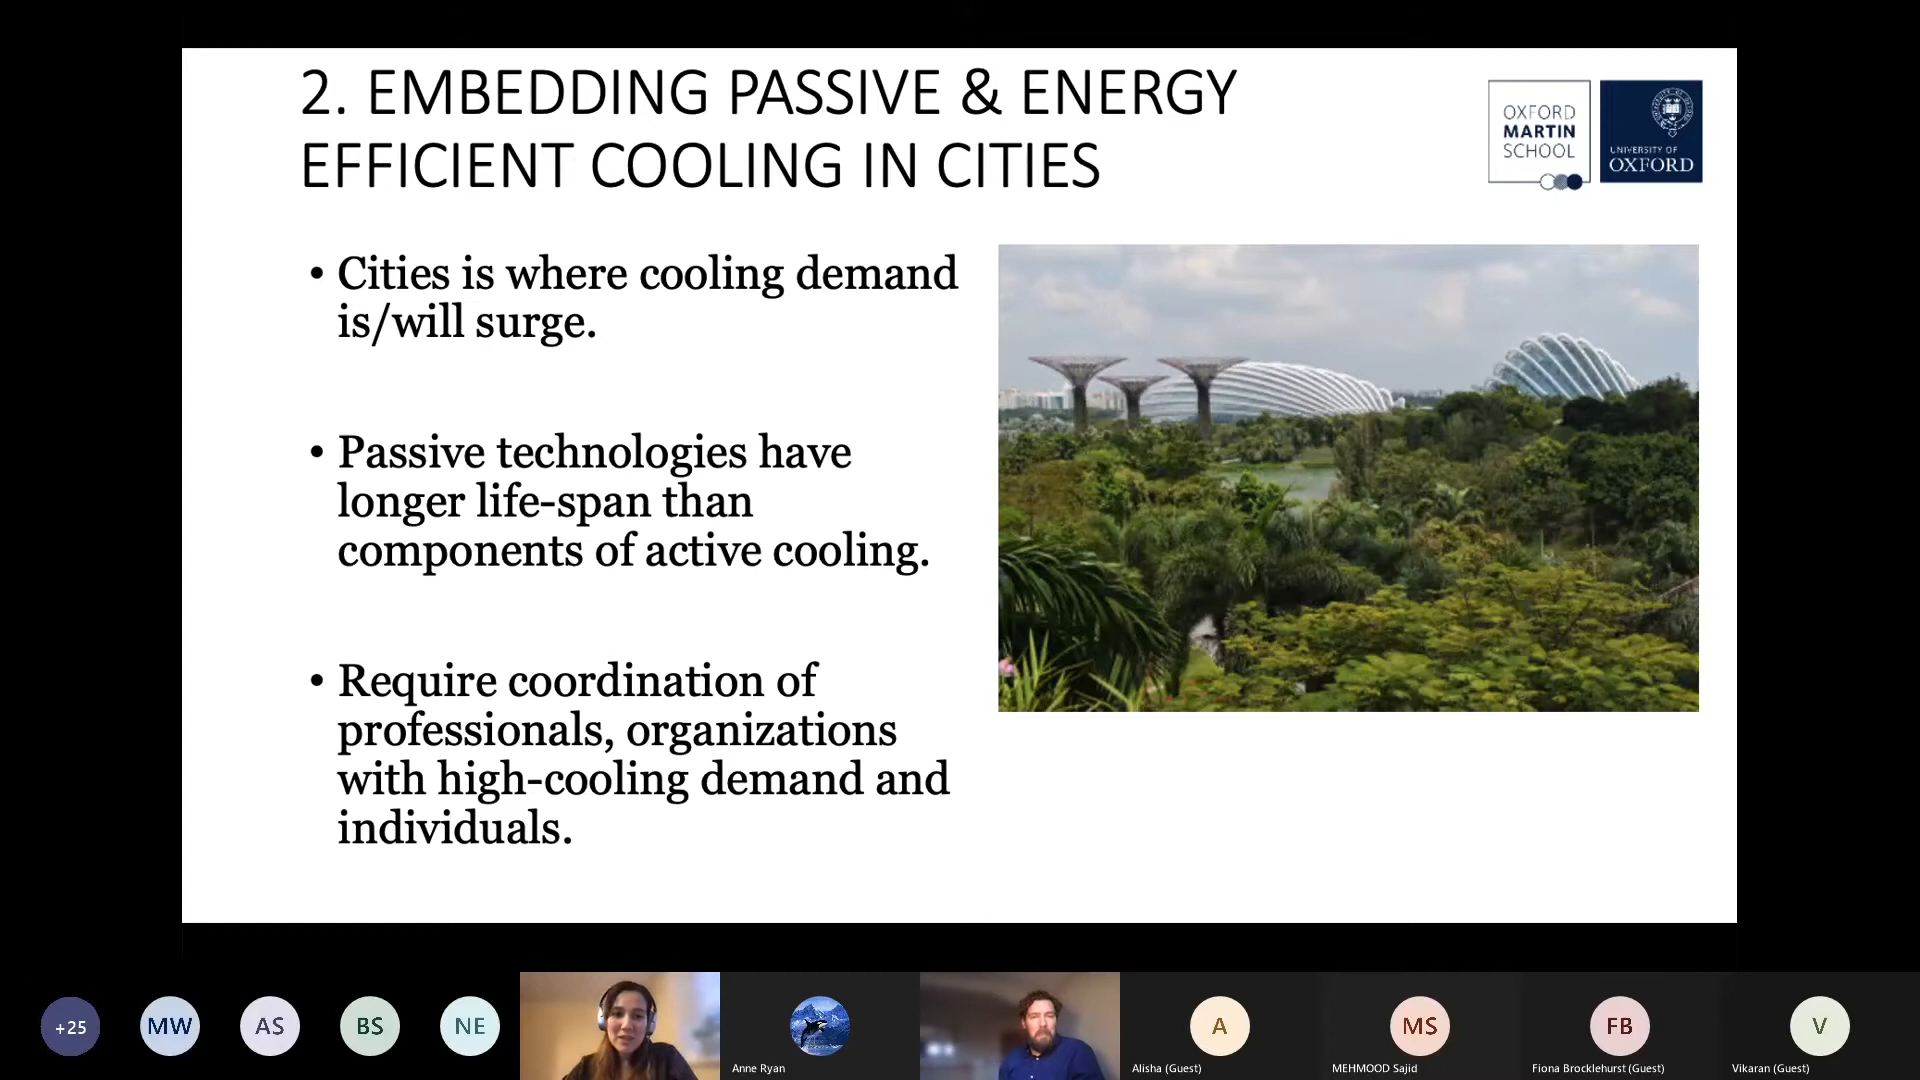 2. EMBEDDING PASSIVE & ENERGY
EFFICIENT COOLING IN CITIES
OXFORD
MARTIN
SCHOOL
UNIVERSITY OF
OXFORD
• Cities is where cooling demand
is/will surge.
• Passive technologies have
longer life-span than
components of active cooling.
• Require coordination of
professionals, organizations
with high-cooling demand and
individuals.
+25
MW
AS
BS
NE
Anne Ryan
A
Alisha (Guest)
MS
MEHMOOD Sajid
FB
Fiona Brocklehurst (Guest)
V
Vikaran (Guest)